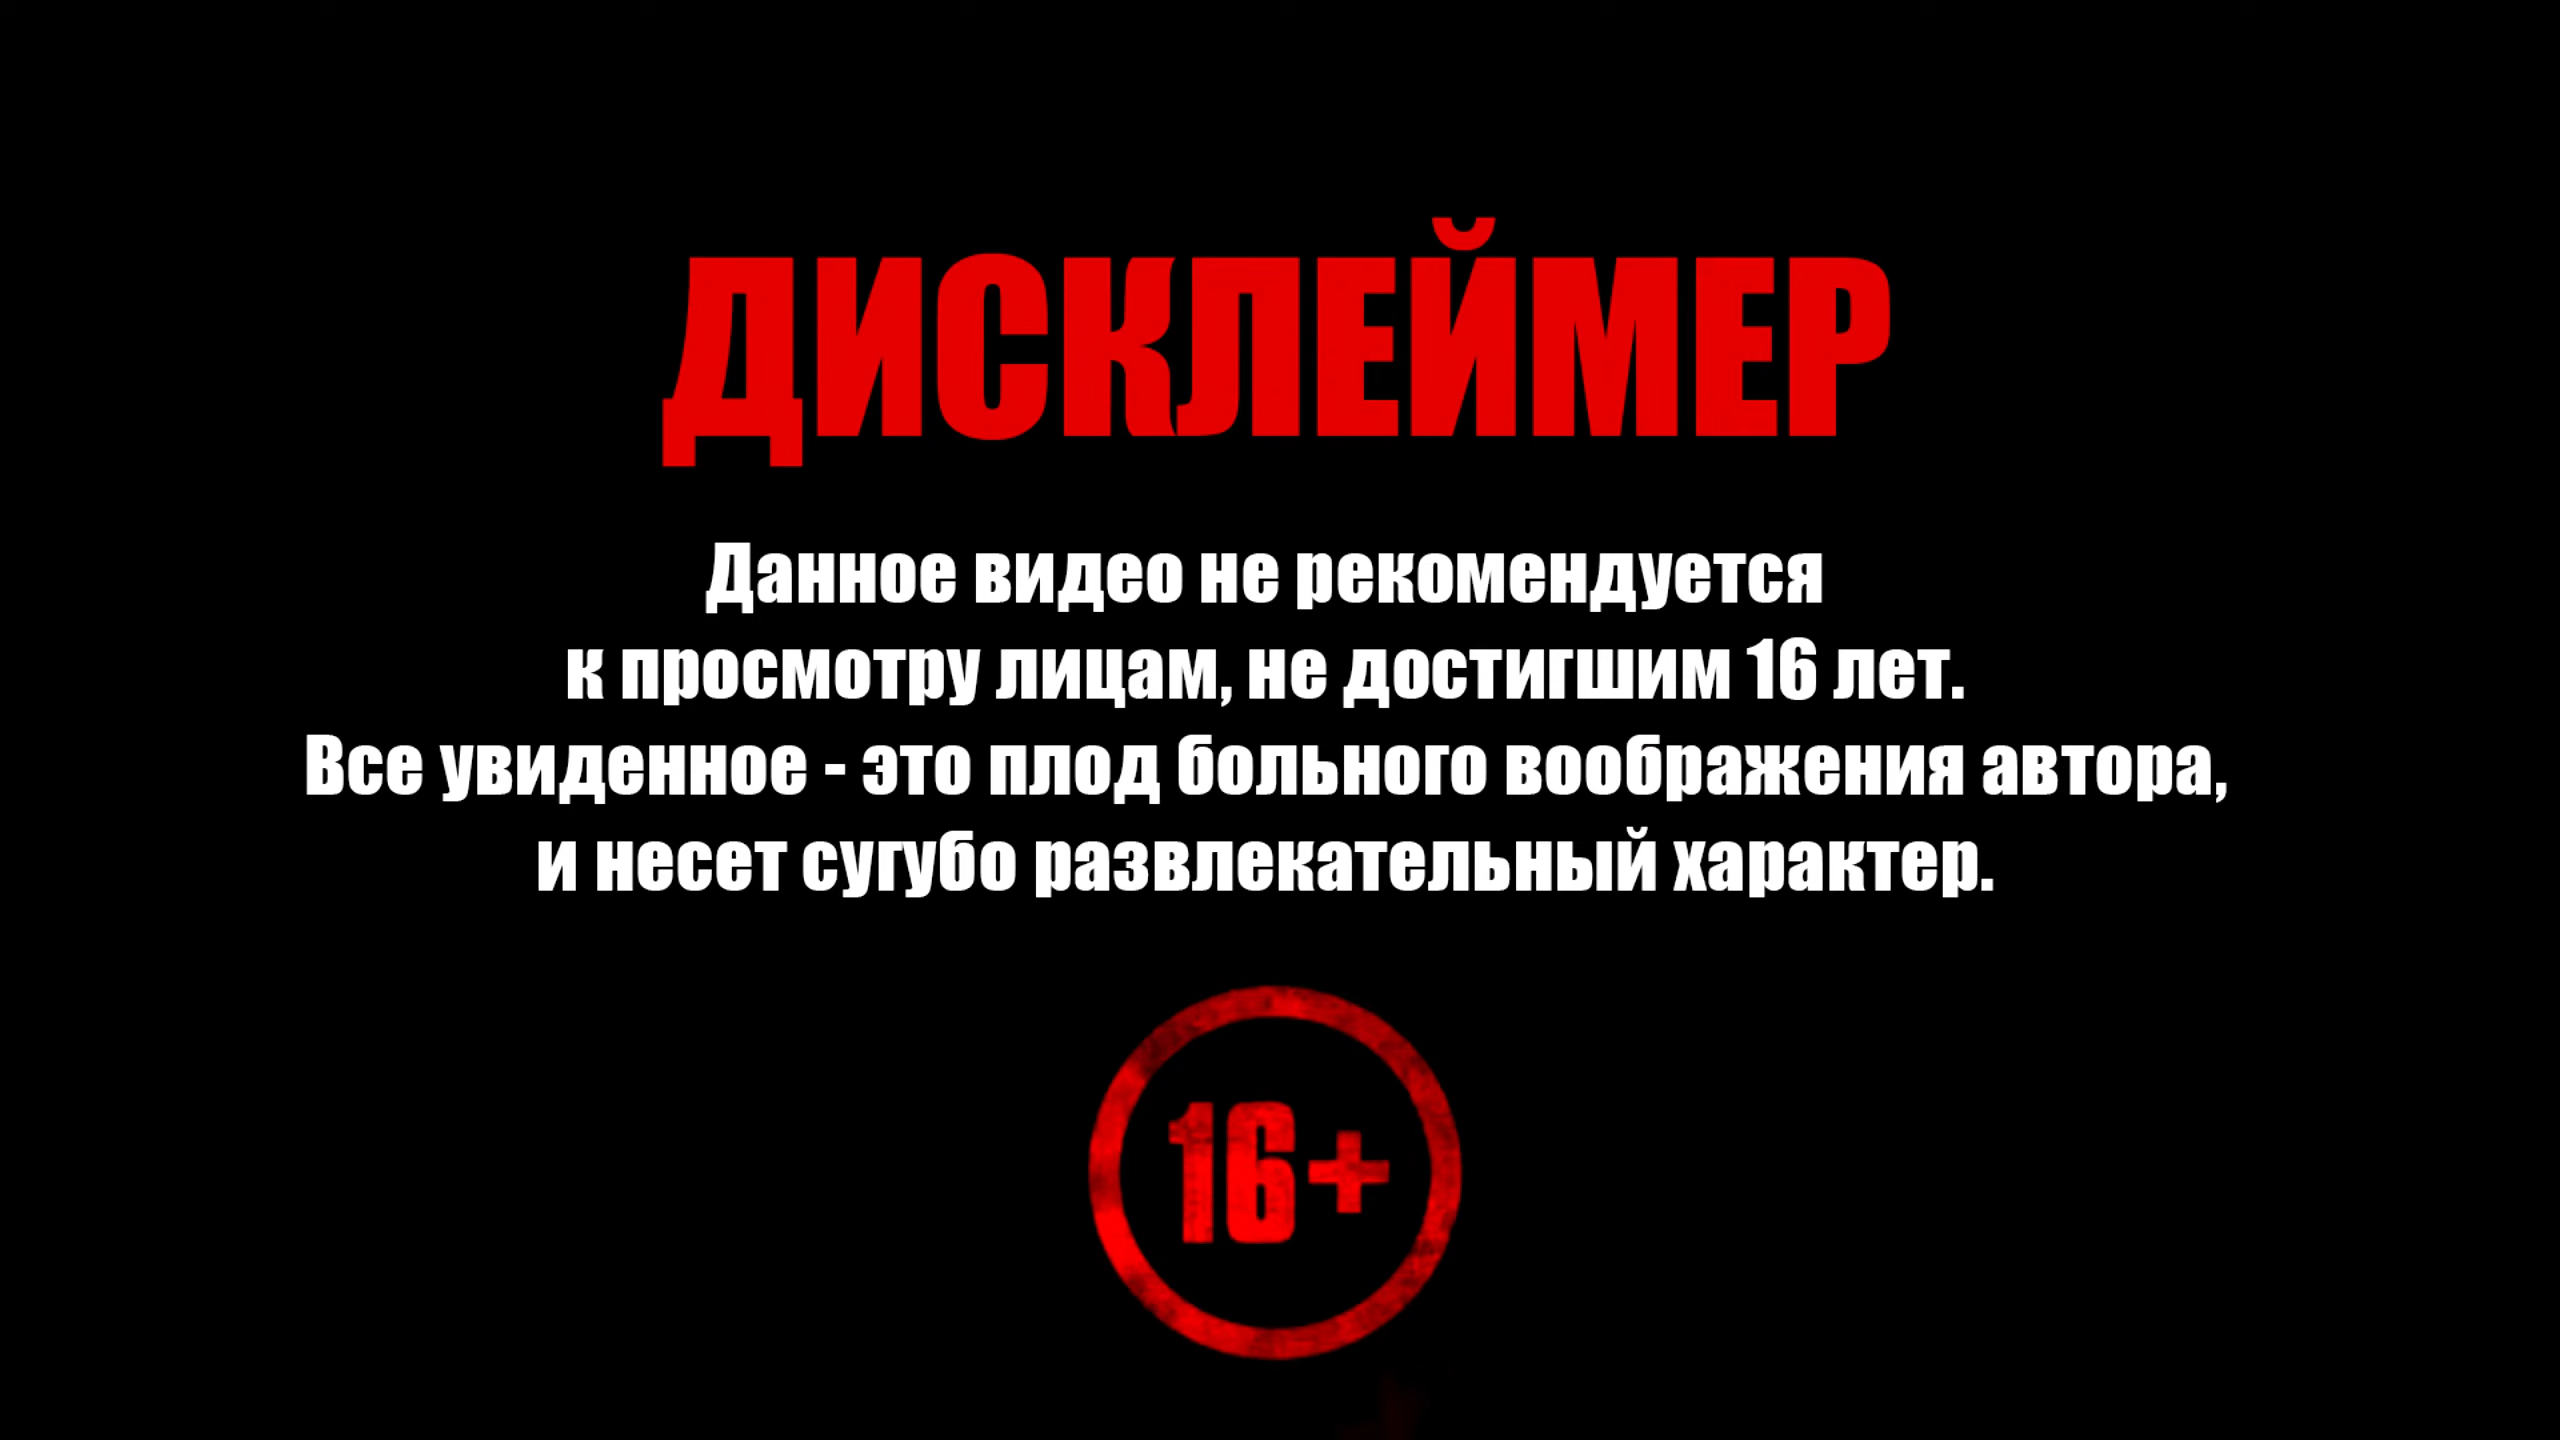 ДИСКЛЕЙМЕР
Данное видео не рекомендуется
к просмотру лицам, не достигшим 16 лет.
Все увиденное - это плод больного воображения автора,
и несет сугубо развлекательный характер.
16+